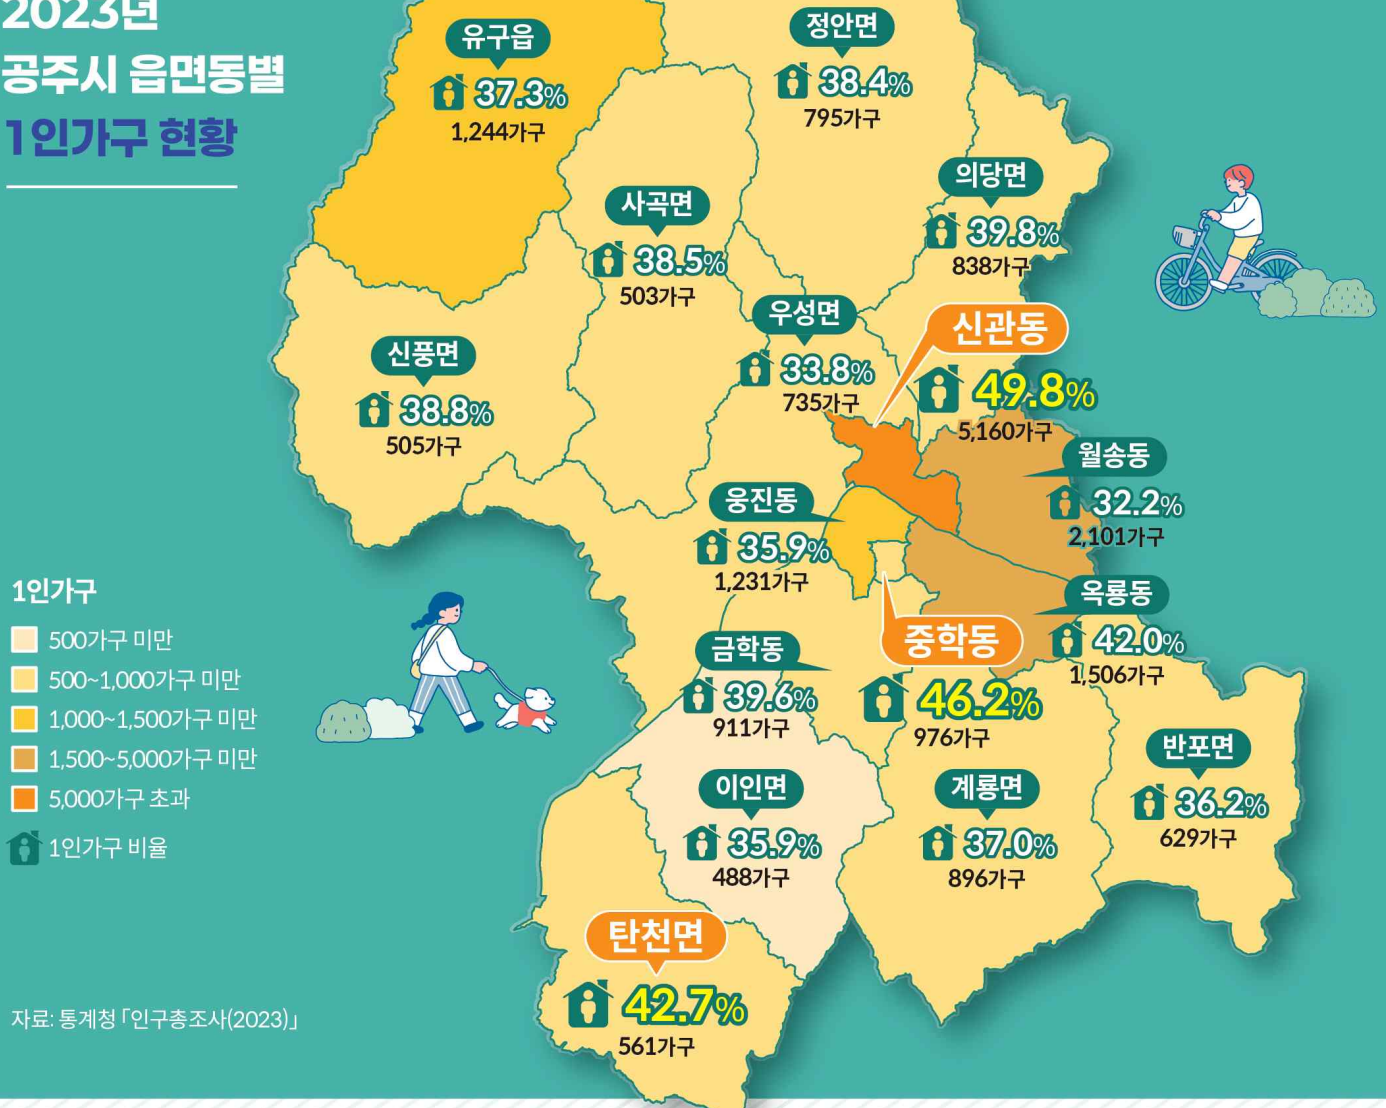 2023년
공주시 읍면동별
1인가구 현황
유구읍
37.3%
1,244가구
정안면
38.4%
795가구
의당면
39.8%
838가구
사곡면
38.5%
503가구
우성면
33.8%
735가구
신관동
49.8%
5,160가구
신풍면
38.8%
505가구
월송동
32.2%
2,101가구
웅진동
35.9%
1,231가구
옥룡동
42.0%
1,506가구
금학동
39.6%
911가구
중학동
46.2%
976가구
반포면
36.2%
629가구
이인면
35.9%
488가구
계룡면
37.0%
896가구
탄천면
42.7%
561가구
1인가구
500가구 미만
500~1,000가구 미만
1,000~1,500가구 미만
1,500~5,000가구 미만
5,000가구 초과
1인가구 비율
자료: 통계청 「인구총조사(2023)」